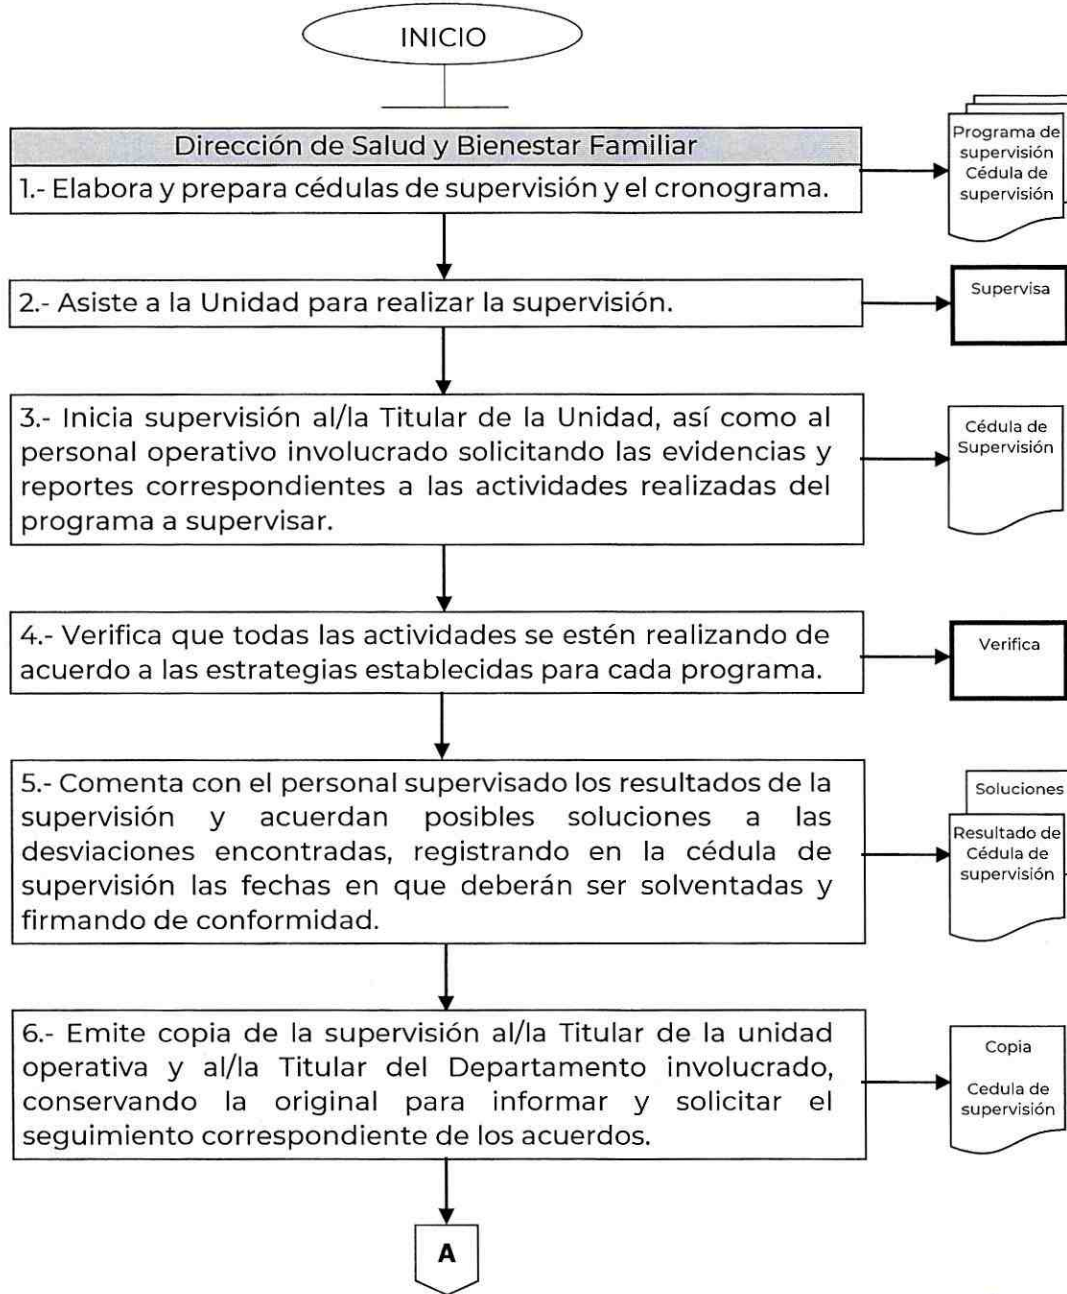 INICIO
Dirección de Salud y Bienestar Familiar
1.- Elabora y prepara cédulas de supervisión y el cronograma.
Programa de
supervisión
Cédula de
supervisión
2.- Asiste a la Unidad para realizar la supervisión.
Supervisa
3.- Inicia supervisión al/la Titular de la Unidad, así como al
personal operativo involucrado solicitando las evidencias y
reportes correspondientes a las actividades realizadas del
programa a supervisar.
Cédula de
Supervisión
4.- Verifica que todas las actividades se estén realizando de
acuerdo a las estrategias establecidas para cada programa.
Verifica
5.- Comenta con el personal supervisado los resultados de la
supervisión y acuerdan posibles soluciones a las
desviaciones encontradas, registrando en la cédula de
supervisión las fechas en que deberán ser solventadas y
firmando de conformidad.
Soluciones
Resultado de
Cédula de
supervisión
6.- Emite copia de la supervisión al/la Titular de la unidad
operativa y al/la Titular del Departamento involucrado,
conservando la original para informar y solicitar el
seguimiento correspondiente de los acuerdos.
Copia
Cedula de
supervisión
A